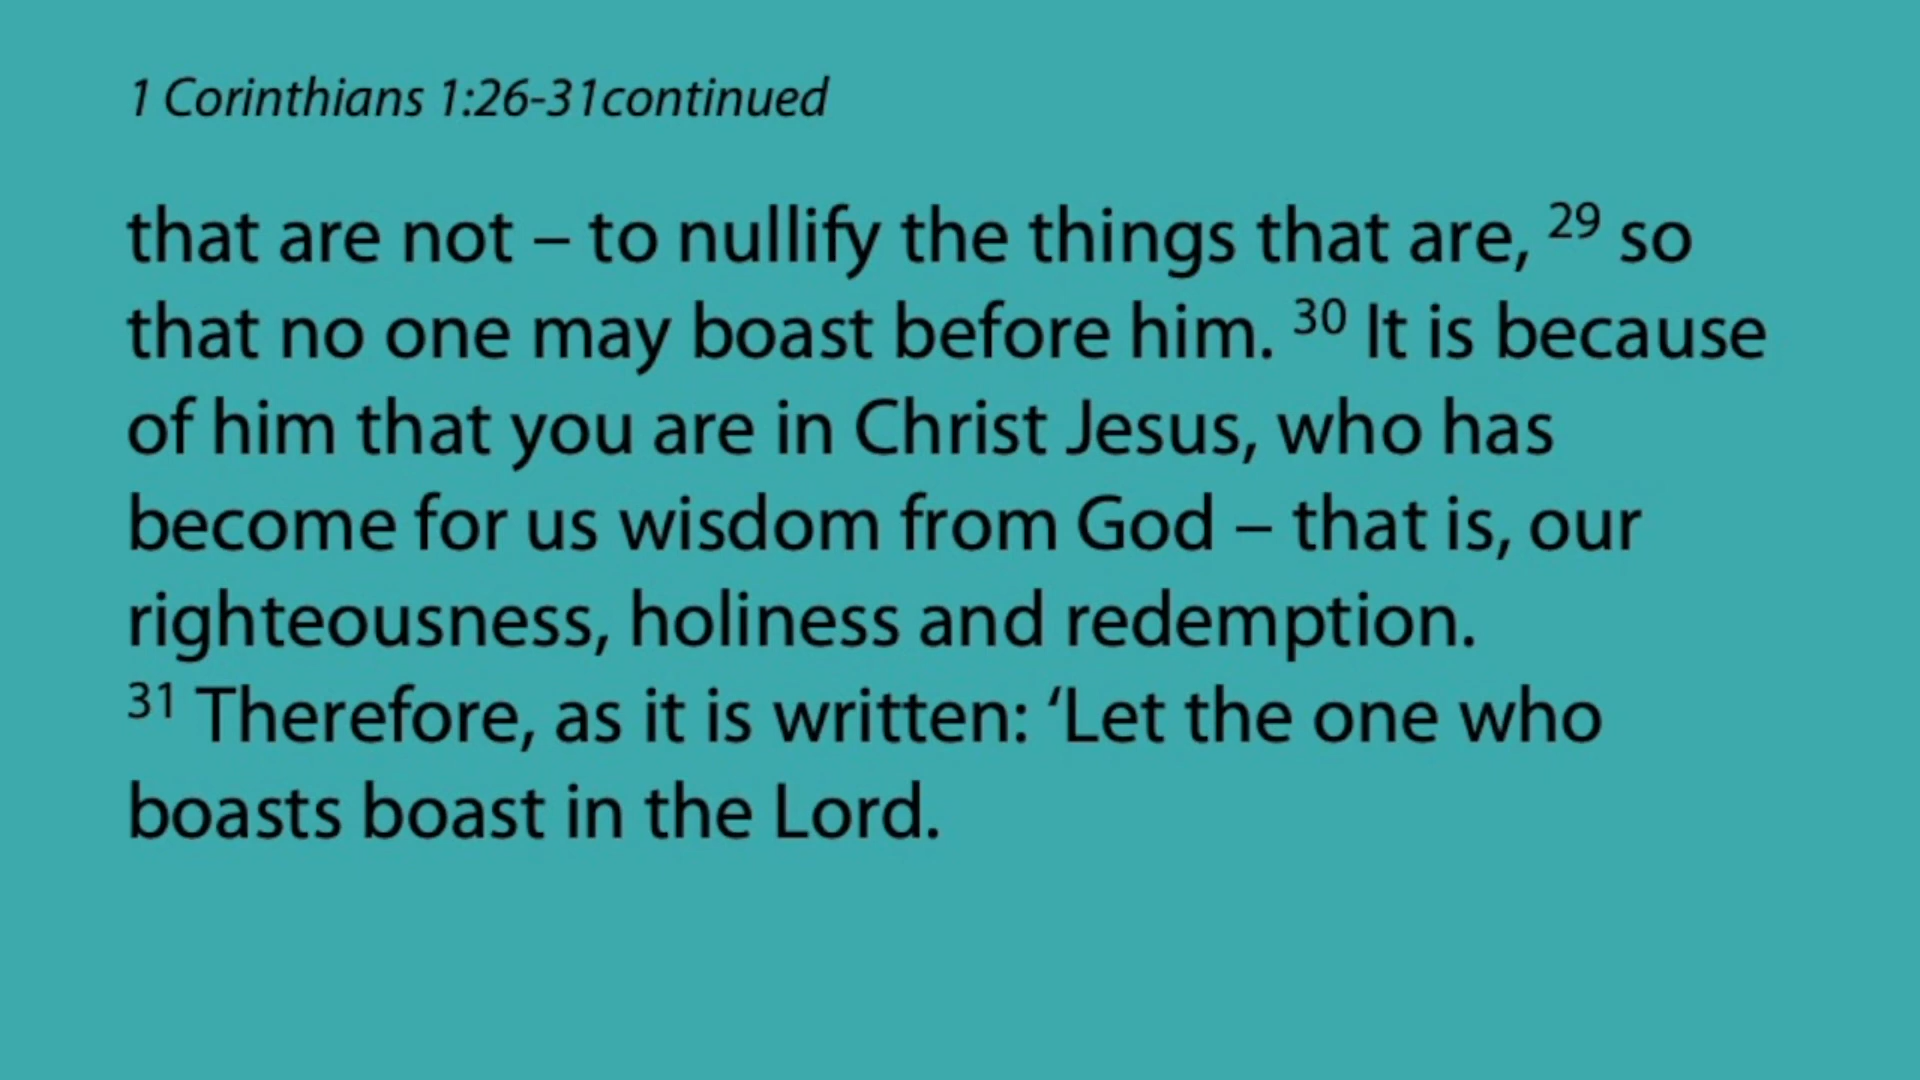 1 Corinthians 1:26-31continued
that are not – to nullify the things that are, 29 so
that no one may boast before him. 30 It is because
of him that you are in Christ Jesus, who has
become for us wisdom from God – that is, our
righteousness, holiness and redemption.
31 Therefore, as it is written: ‘Let the one who
boasts boast in the Lord.